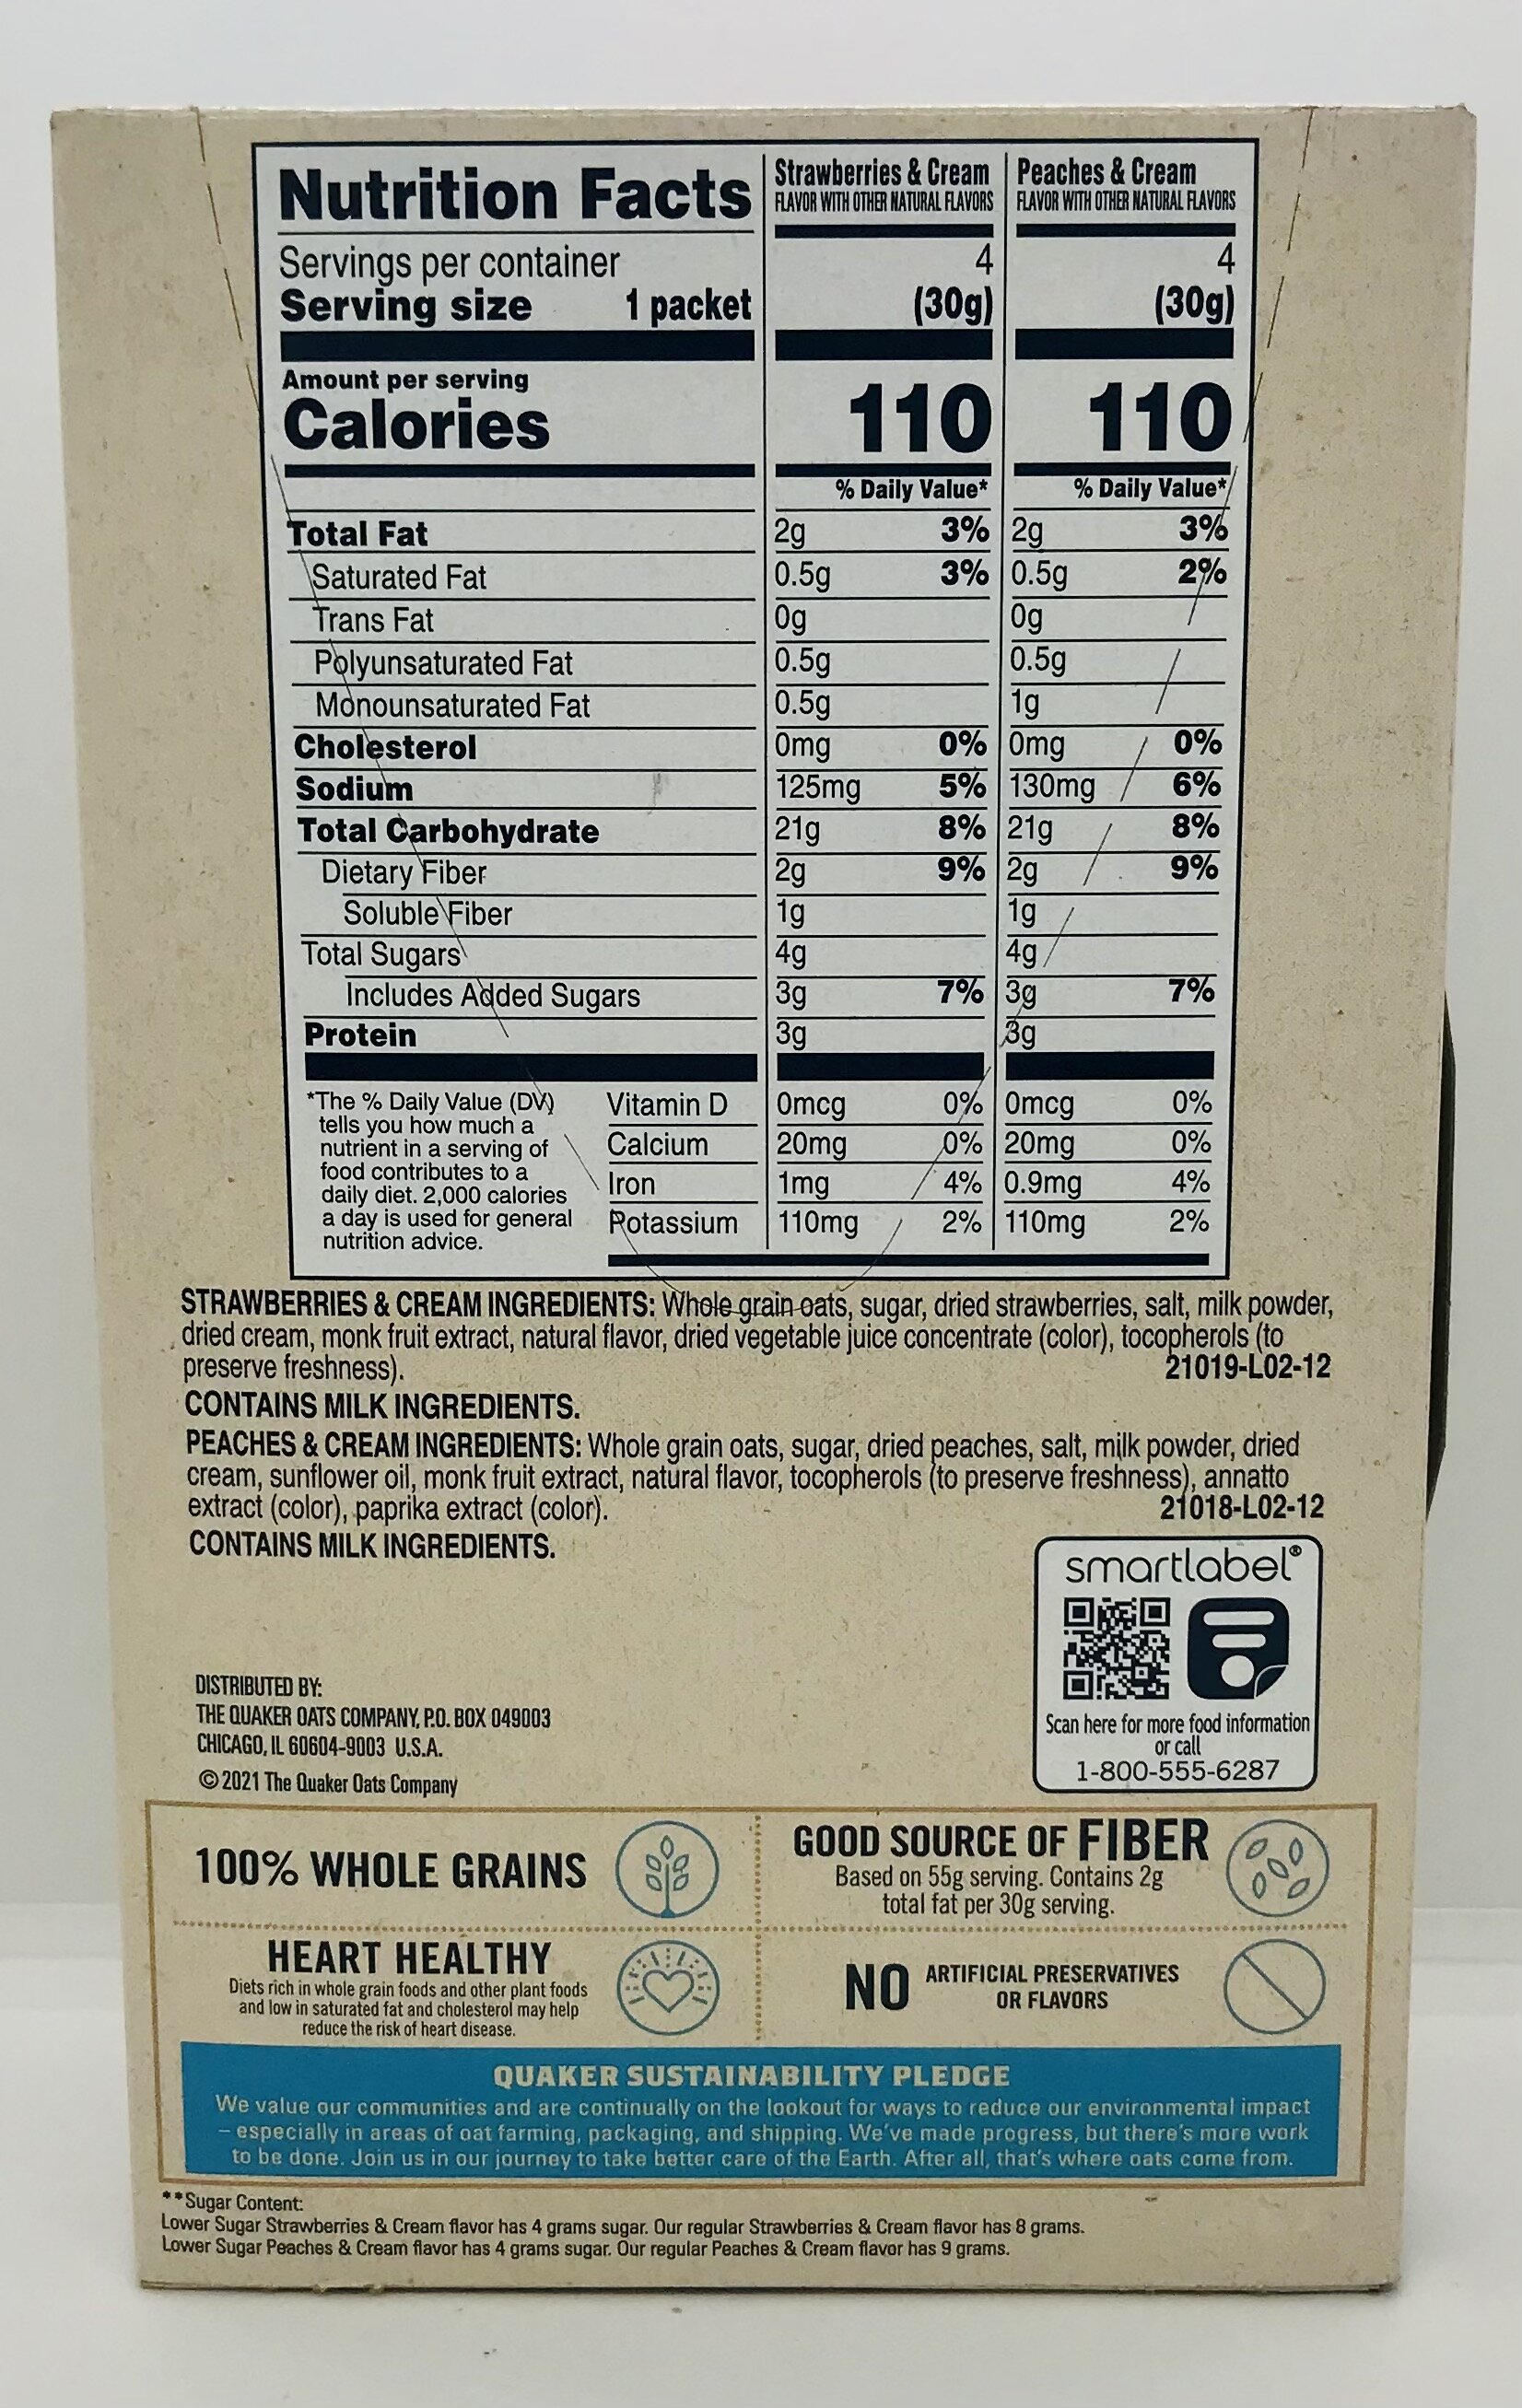 Nutrition Facts
Strawberries & Cream
FLAVOR WITH OTHER NATURAL FLAVORS
Peaches & Cream
FLAVOR WITH OTHER NATURAL FLAVORS
Servings per container 4 4
Serving size 1 packet (30g) (30g)
Amount per serving
Calories 110 110
% Daily Value* % Daily Value*
Total Fat 2g 3% 2g 3%
Saturated Fat 0.5g 3% 0.5g 2%
Trans Fat 0g 0g
Polyunsaturated Fat 0.5g 0.5g
Monounsaturated Fat 0.5g 1g
Cholesterol 0mg 0% 0mg 0%
Sodium 125mg 5% 130mg 6%
Total Carbohydrate 21g 8% 21g 8%
Dietary Fiber 2g 9% 2g 9%
Soluble Fiber 1g 1g
Total Sugars 4g 4g
Includes Added Sugars 3g 7% 3g 7%
Protein 3g 3g
*The % Daily Value (DV)
tells you how much a
nutrient in a serving of
food contributes to a
daily diet. 2,000 calories
a day is used for general
nutrition advice.
Vitamin D 0mcg 0% 0mcg 0%
Calcium 20mg 0% 20mg 0%
Iron 1mg 4% 0.9mg 4%
Potassium 110mg 2% 110mg 2%
STRAWBERRIES & CREAM INGREDIENTS: Whole grain oats, sugar, dried strawberries, salt, milk powder,
dried cream, monk fruit extract, natural flavor, dried vegetable juice concentrate (color), tocopherols (to
preserve freshness). 21019-L02-12
CONTAINS MILK INGREDIENTS.
PEACHES & CREAM INGREDIENTS: Whole grain oats, sugar, dried peaches, salt, milk powder, dried
cream, sunflower oil, monk fruit extract, natural flavor, tocopherols (to preserve freshness), annatto
extract (color), paprika extract (color). 21018-L02-12
CONTAINS MILK INGREDIENTS.
smartlabel®
Scan here for more food information
or call
1-800-555-6287
DISTRIBUTED BY:
THE QUAKER OATS COMPANY, P.O. BOX 049003
CHICAGO, IL 60604-9003 U.S.A.
© 2021 The Quaker Oats Company
100% WHOLE GRAINS
GOOD SOURCE OF FIBER
Based on 55g serving. Contains 2g
total fat per 30g serving.
HEART HEALTHY
Diets rich in whole grain foods and other plant foods
and low in saturated fat and cholesterol may help
reduce the risk of heart disease.
NO ARTIFICIAL PRESERVATIVES
OR FLAVORS
QUAKER SUSTAINABILITY PLEDGE
We value our communities and are continually on the lookout for ways to reduce our environmental impact
– especially in areas of oat farming, packaging, and shipping. We've made progress, but there's more work
to be done. Join us in our journey to take better care of the Earth. After all, that's where oats come from.
**Sugar Content:
Lower Sugar Strawberries & Cream flavor has 4 grams sugar. Our regular Strawberries & Cream flavor has 8 grams.
Lower Sugar Peaches & Cream flavor has 4 grams sugar. Our regular Peaches & Cream flavor has 9 grams.